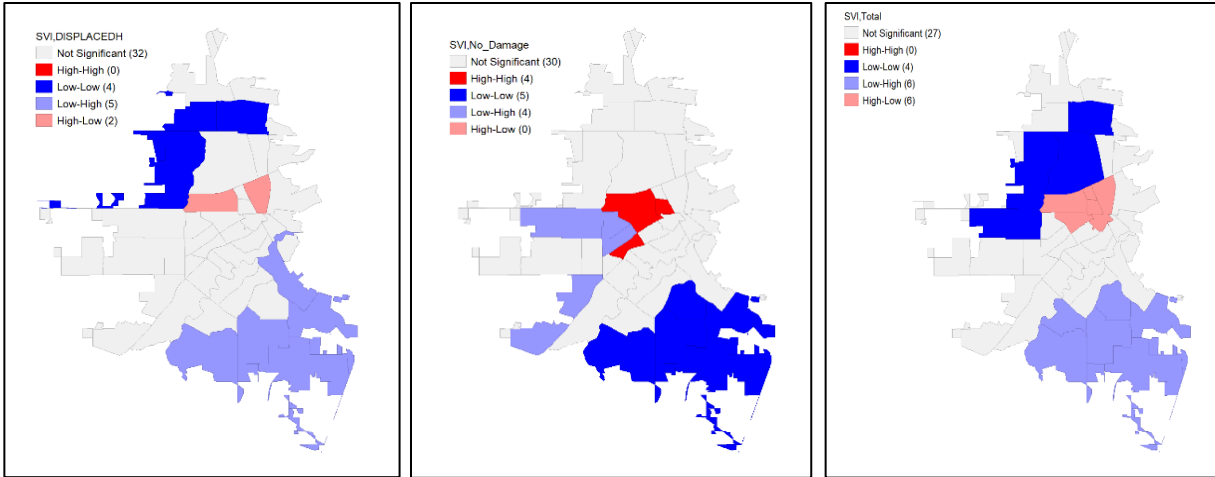 SVI,DISPLACEDH
Not Significant (32)
High-High (0)
Low-Low (4)
Low-High (5)
High-Low (2)
SVI,No_Damage
Not Significant (30)
High-High (4)
Low-Low (5)
Low-High (4)
High-Low (0)
SVI,Total
Not Significant (27)
High-High (0)
Low-Low (4)
Low-High (6)
High-Low (6)